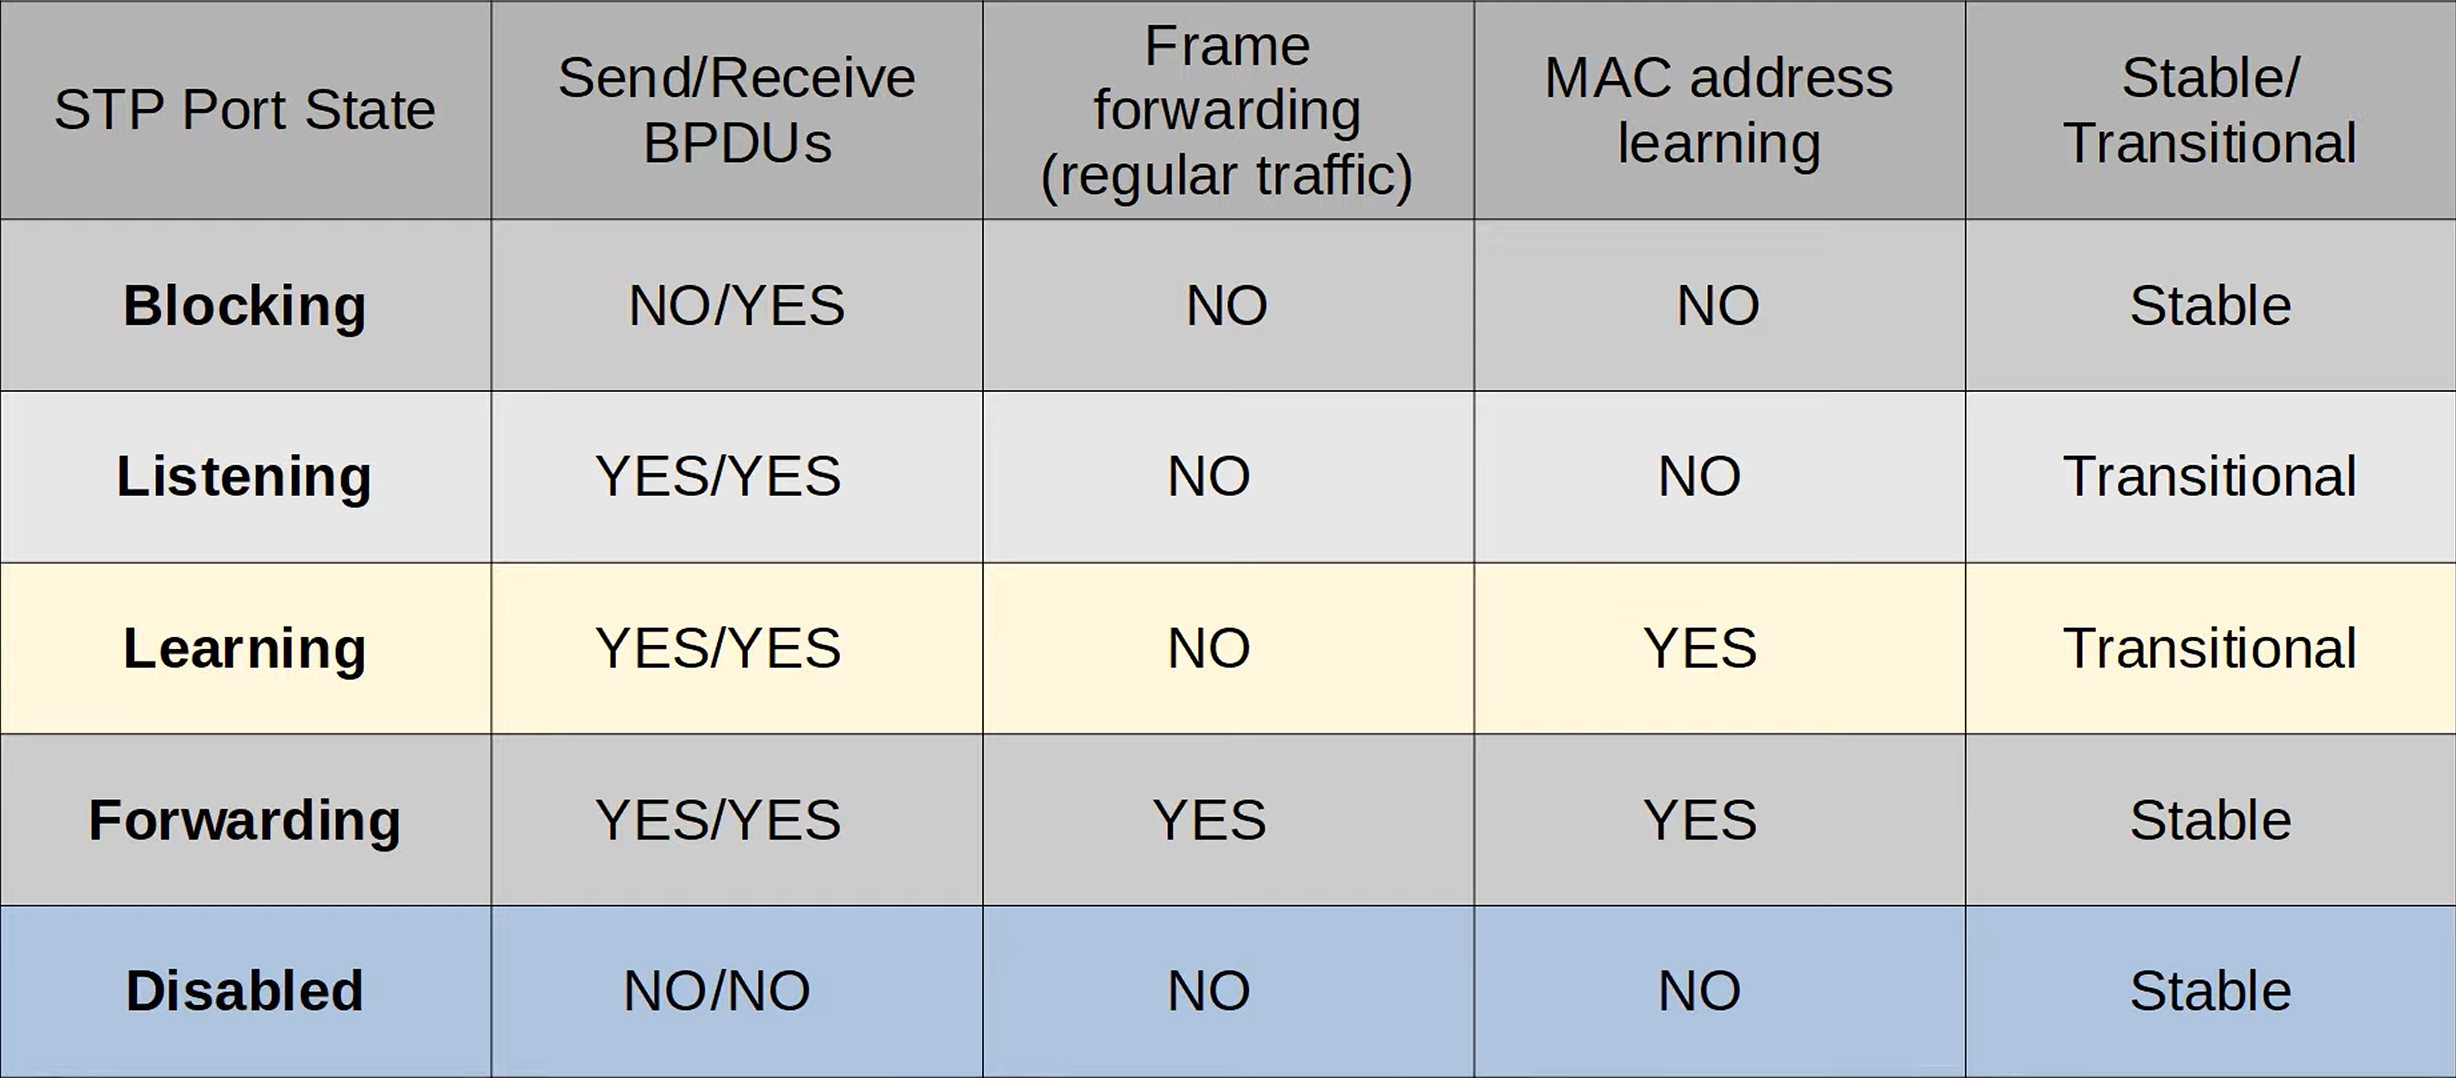 STP Port State
Send/Receive
BPDUs
Frame
forwarding
(regular traffic)
MAC address
learning
Stable/
Transitional
Blocking
NO/YES
NO
NO
Stable
Listening
YES/YES
NO
NO
Transitional
Learning
YES/YES
NO
YES
Transitional
Forwarding
YES/YES
YES
YES
Stable
Disabled
NO/NO
NO
NO
Stable